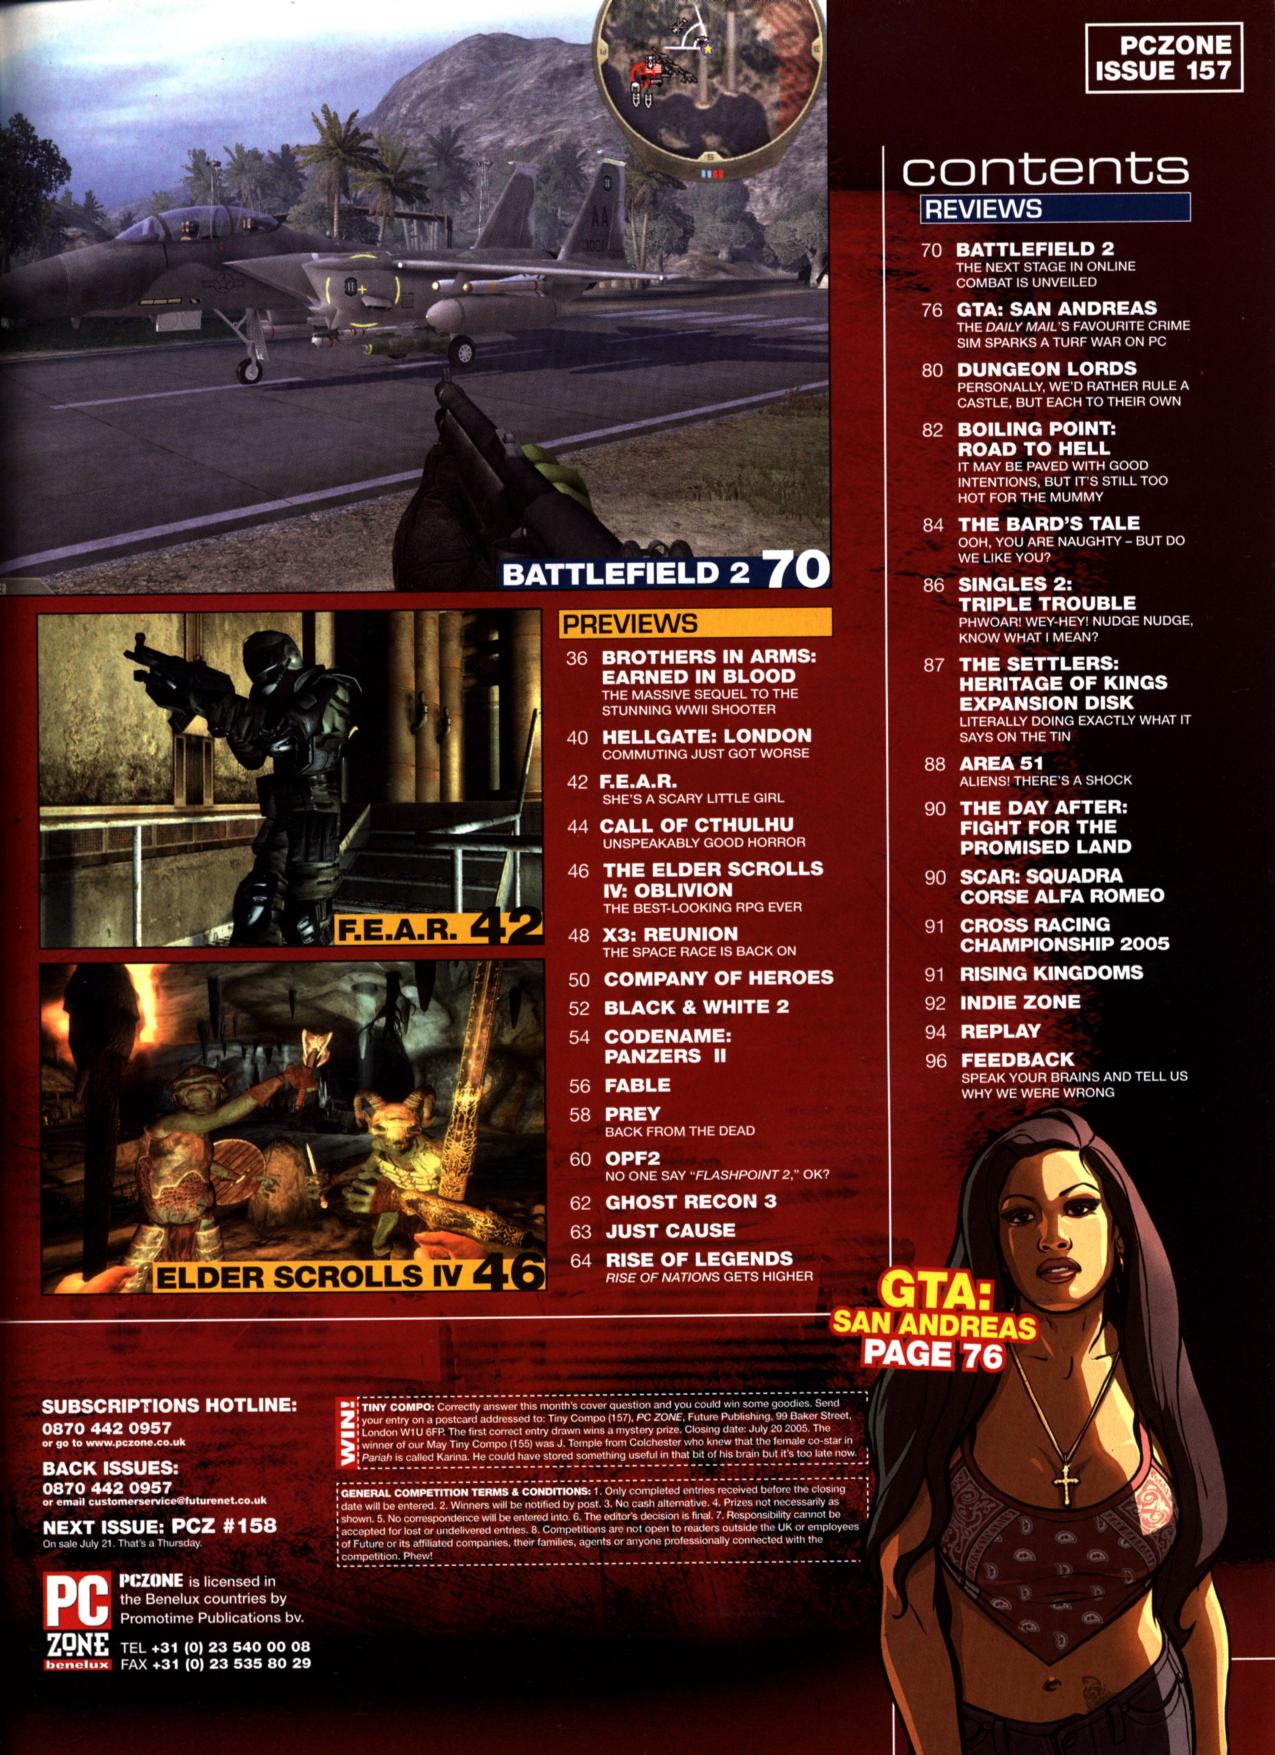 PCZONE
ISSUE 157
contents
REVIEWS
70 BATTLEFIELD 2
THE NEXT STAGE IN ONLINE
COMBAT IS UNVEILED
76 GTA: SAN ANDREAS
THE DAILY MAIL'S FAVOURITE CRIME
SIM SPARKS A TURF WAR ON PC
80 DUNGEON LORDS
PERSONALLY, WE'D RATHER RULE A
CASTLE, BUT EACH TO THEIR OWN
82 BOILING POINT:
ROAD TO HELL
IT MAY BE PAVED WITH GOOD
INTENTIONS, BUT IT'S STILL TOO
HOT FOR THE MUMMY
84 THE BARD'S TALE
OOH, YOU ARE NAUGHTY – BUT DO
WE LIKE YOU?
86 SINGLES 2:
TRIPLE TROUBLE
PHWOAR! WEY-HEY! NUDGE NUDGE,
KNOW WHAT I MEAN?
87 THE SETTLERS:
HERITAGE OF KINGS
EXPANSION DISK
LITERALLY DOING EXACTLY WHAT IT
SAYS ON THE TIN
88 AREA 51
ALIENS! THERE'S A SHOCK
90 THE DAY AFTER:
FIGHT FOR THE
PROMISED LAND
90 SCAR: SQUADRA
CORSE ALFA ROMEO
91 CROSS RACING
CHAMPIONSHIP 2005
91 RISING KINGDOMS
92 INDIE ZONE
94 REPLAY
96 FEEDBACK
SPEAK YOUR BRAINS AND TELL US
WHY WE WERE WRONG
AA
BATTLEFIELD 2 70
F.E.A.R. 42
ELDER SCROLLS IV 46
PREVIEWS
36 BROTHERS IN ARMS:
EARNED IN BLOOD
THE MASSIVE SEQUEL TO THE
STUNNING WWII SHOOTER
40 HELLGATE: LONDON
COMMUTING JUST GOT WORSE
42 F.E.A.R.
SHE'S A SCARY LITTLE GIRL
44 CALL OF CTHULHU
UNSPEAKABLY GOOD HORROR
46 THE ELDER SCROLLS
IV: OBLIVION
THE BEST-LOOKING RPG EVER
48 X3: REUNION
THE SPACE RACE IS BACK ON
50 COMPANY OF HEROES
52 BLACK & WHITE 2
54 CODENAME:
PANZERS II
56 FABLE
58 PREY
BACK FROM THE DEAD
60 OPF2
NO ONE SAY "FLASHPOINT 2," OK?
62 GHOST RECON 3
63 JUST CAUSE
64 RISE OF LEGENDS
RISE OF NATIONS GETS HIGHER
GTA:
SAN ANDREAS
PAGE 76
SUBSCRIPTIONS HOTLINE:
0870 442 0957
or go to www.pczone.co.uk
BACK ISSUES:
0870 442 0957
or email customerservice@futurenet.co.uk
NEXT ISSUE: PCZ #158
On sale July 21. That's a Thursday.
PC
ZONE
benelux
PCZONE is licensed in
the Benelux countries by
Promotime Publications bv.
TEL +31 (0) 23 540 00 08
FAX +31 (0) 23 535 80 29
WIN!
TINY COMPO: Correctly answer this month's cover question and you could win some goodies. Send
your entry on a postcard addressed to: Tiny Compo (157), PC ZONE, Future Publishing, 99 Baker Street,
London W1U 6FP. The first correct entry drawn wins a mystery prize. Closing date: July 20 2005. The
winner of our May Tiny Compo (155) was J. Temple from Colchester who knew that the female co-star in
Pariah is called Karina. He could have stored something useful in that bit of his brain but it's too late now.
GENERAL COMPETITION TERMS & CONDITIONS: 1. Only completed entries received before the closing
date will be entered. 2. Winners will be notified by post. 3. No cash alternative. 4. Prizes not necessarily as
shown. 5. No correspondence will be entered into. 6. The editor's decision is final. 7. Responsibility cannot be
accepted for lost or undelivered entries. 8. Competitions are not open to readers outside the UK or employees
of Future or its affiliated companies, their families, agents or anyone professionally connected with the
competition. Phew!